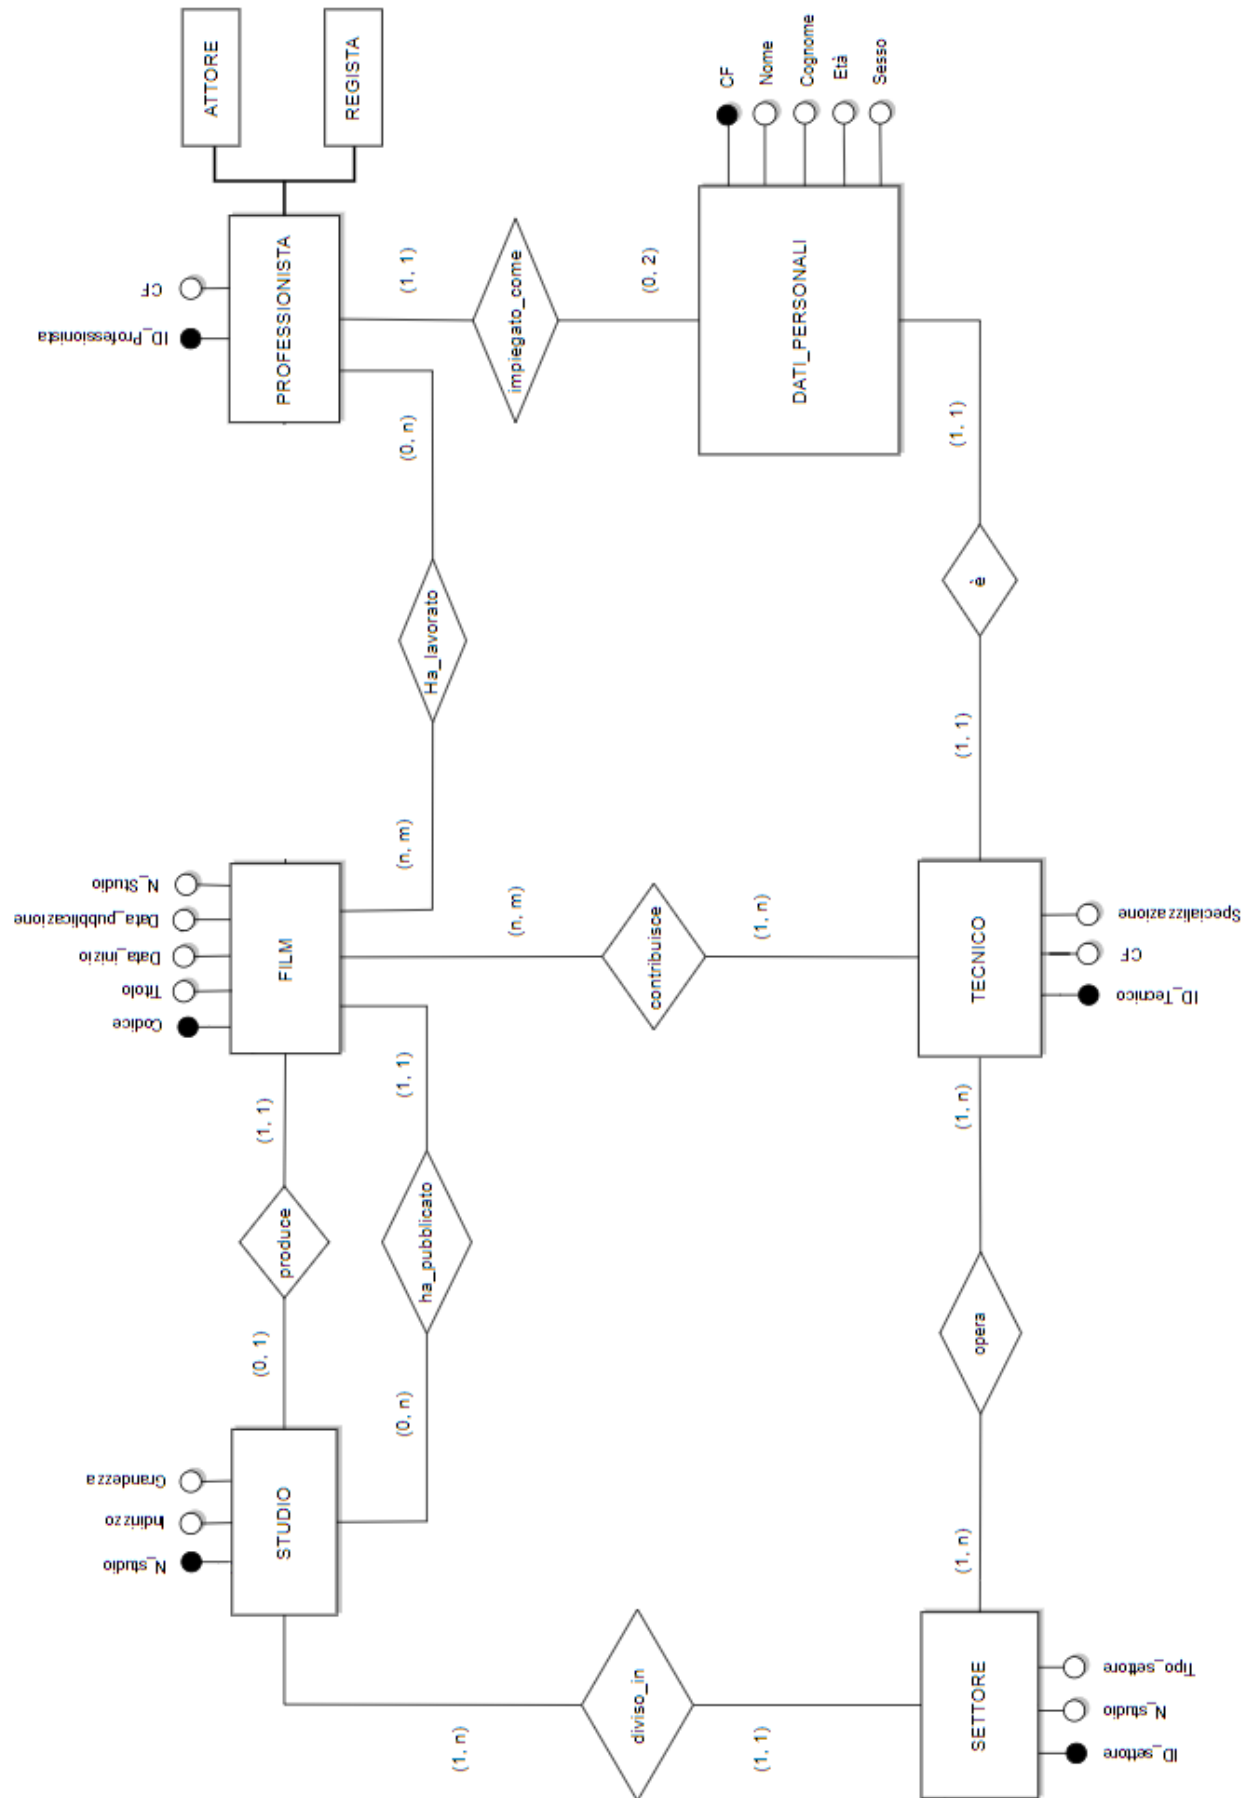 ATTORE
REGISTA
CF
ID_Professionista
PROFESSIONISTA
(1, 1)
impiegato_come
(0, 2)
DATI_PERSONALI
CF
Nome
Cognome
Età
Sesso
(0, n)
Ha_lavorato
(n, m)
(1, 1)
è
(1, 1)
N_Studio
Data_pubblicazione
Data_inizio
Titolo
Codice
FILM
(n, m)
contribuisce
(1, n)
TECNICO
Specializzazione
CF
ID_Tecnico
(1, 1)
produce
(0, 1)
(1, 1)
ha_pubblicato
(0, n)
(1, n)
opera
(1, n)
Grandezza
Indirizzo
N_studio
STUDIO
(1, n)
diviso_in
(1, 1)
SETTORE
Tipo_settore
N_studio
ID_settore